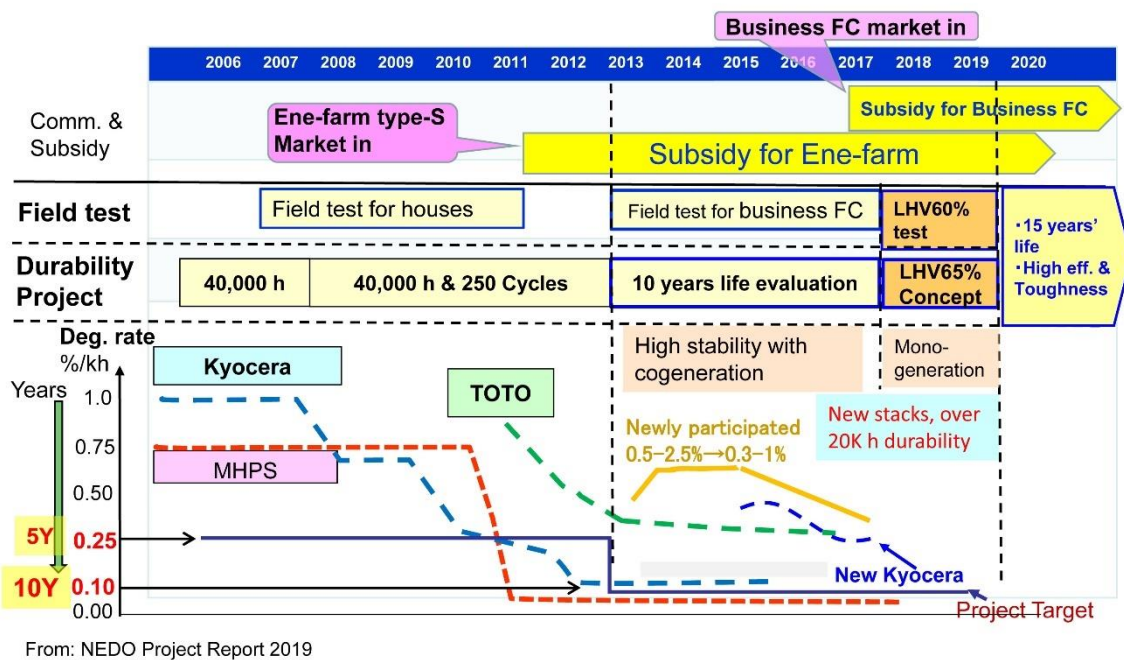 Business FC market in
2006 2007 2008 2009 2010 2011 2012 2013 2014 2015 2016 2017 2018 2019 2020
Comm. &
Subsidy
Ene-farm type-S
Market in
Subsidy for Business FC
Subsidy for Ene-farm
Field test
Field test for houses
Field test for business FC
LHV60%
test
・15 years'
life
・High eff. &
Toughness
Durability
Project
40,000 h
40,000 h & 250 Cycles
10 years life evaluation
LHV65%
Concept
Deg. rate
%/kh
Years
Kyocera
TOTO
High stability with
cogeneration
Mono-
generation
1.0
0.75
0.50
5Y
0.25
10Y
0.10
0.00
MHPS
Newly participated
0.5−2.5%→0.3−1%
New stacks, over
20K h durability
New Kyocera
Project Target
From: NEDO Project Report 2019